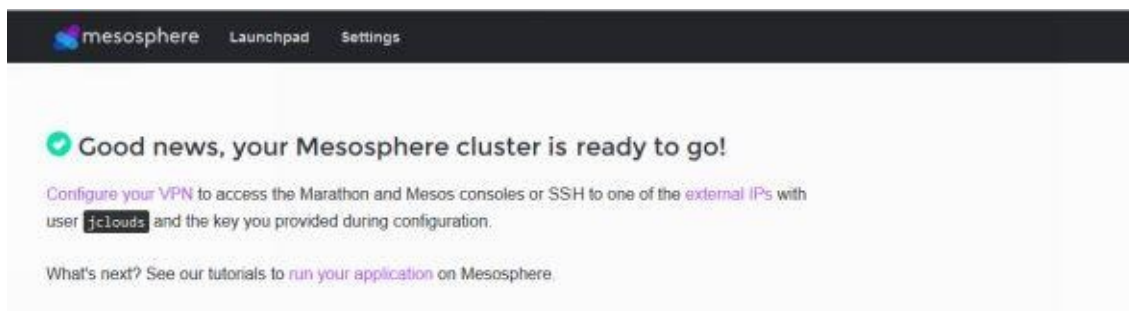 mesosphere Launchpad Settings
Good news, your Mesosphere cluster is ready to go!
Configure your VPN to access the Marathon and Mesos consoles or SSH to one of the external IPs with
user jclouds and the key you provided during configuration.
What's next? See our tutorials to run your application on Mesosphere.